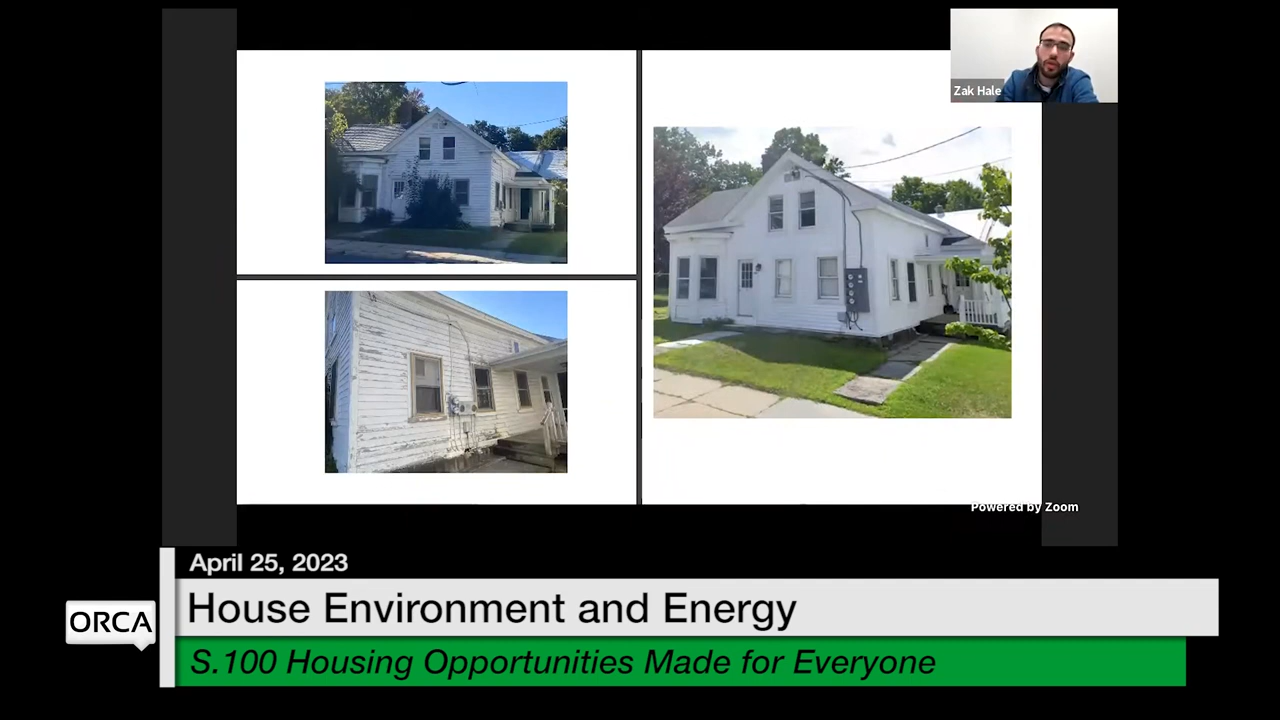 Zak Hale
Powered by Zoom
April 25, 2023
House Environment and Energy
ORCA
S.100 Housing Opportunities Made for Everyone